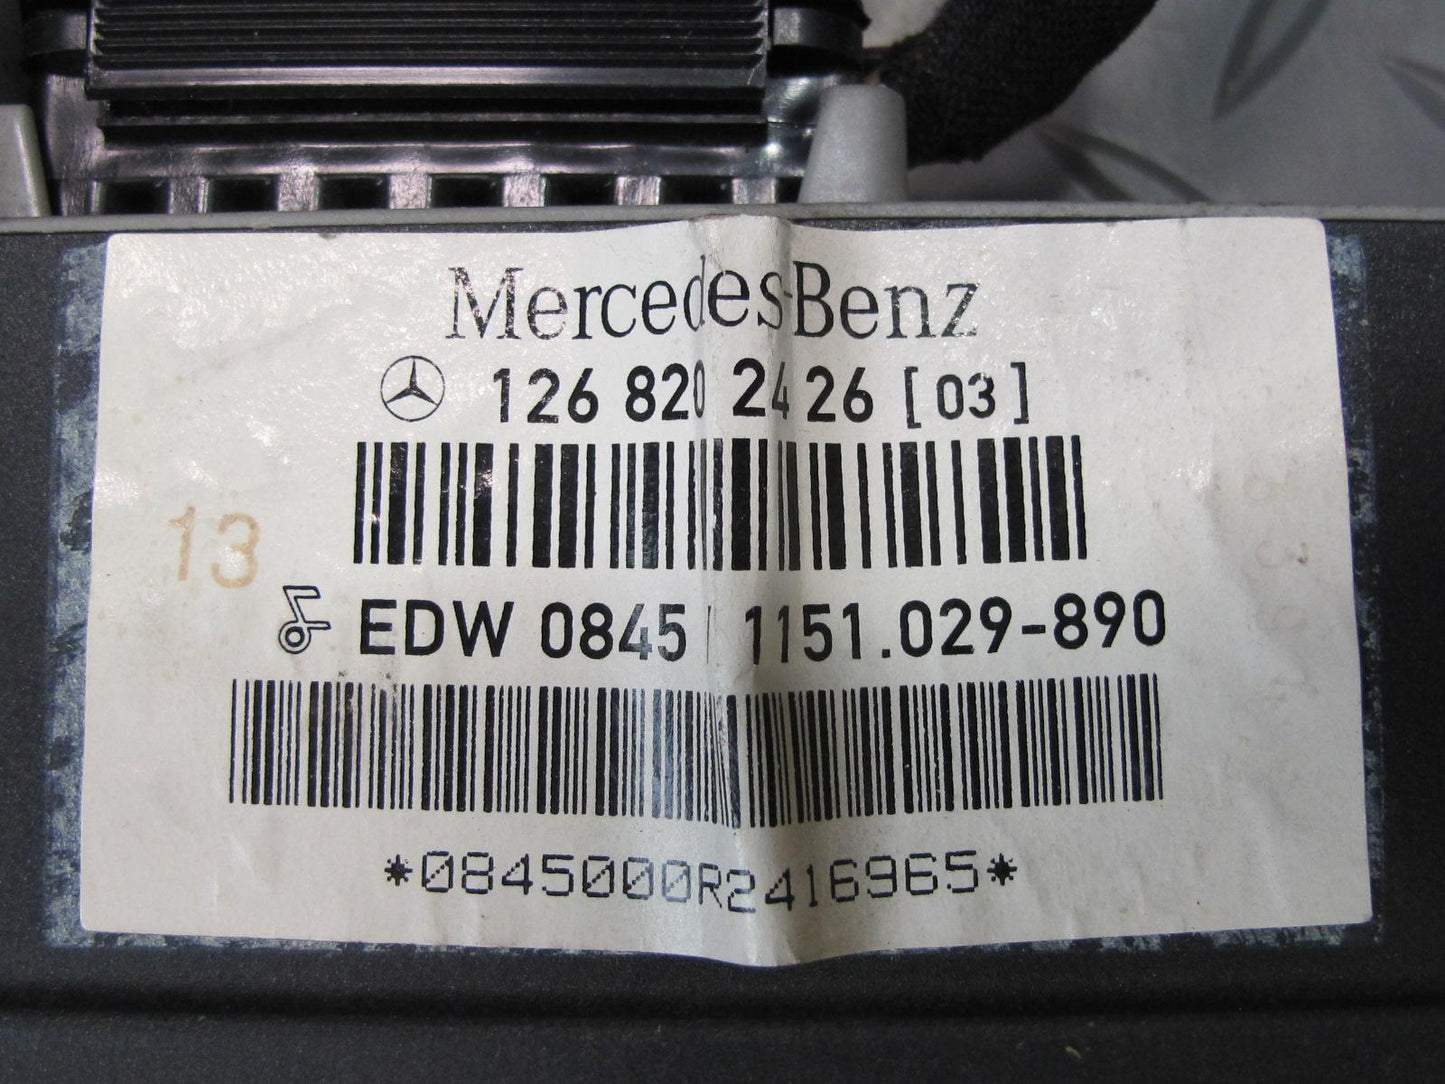 Mercedes-Benz
126 820 24 26 [03]
13
EDW 0845 1151.029-890
*0845000R2416965*